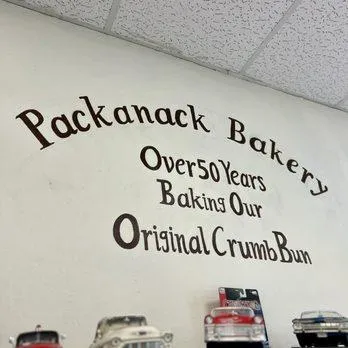 Packanack Bakery
Over 50 Years
Baking Our
Original Crumb Bun